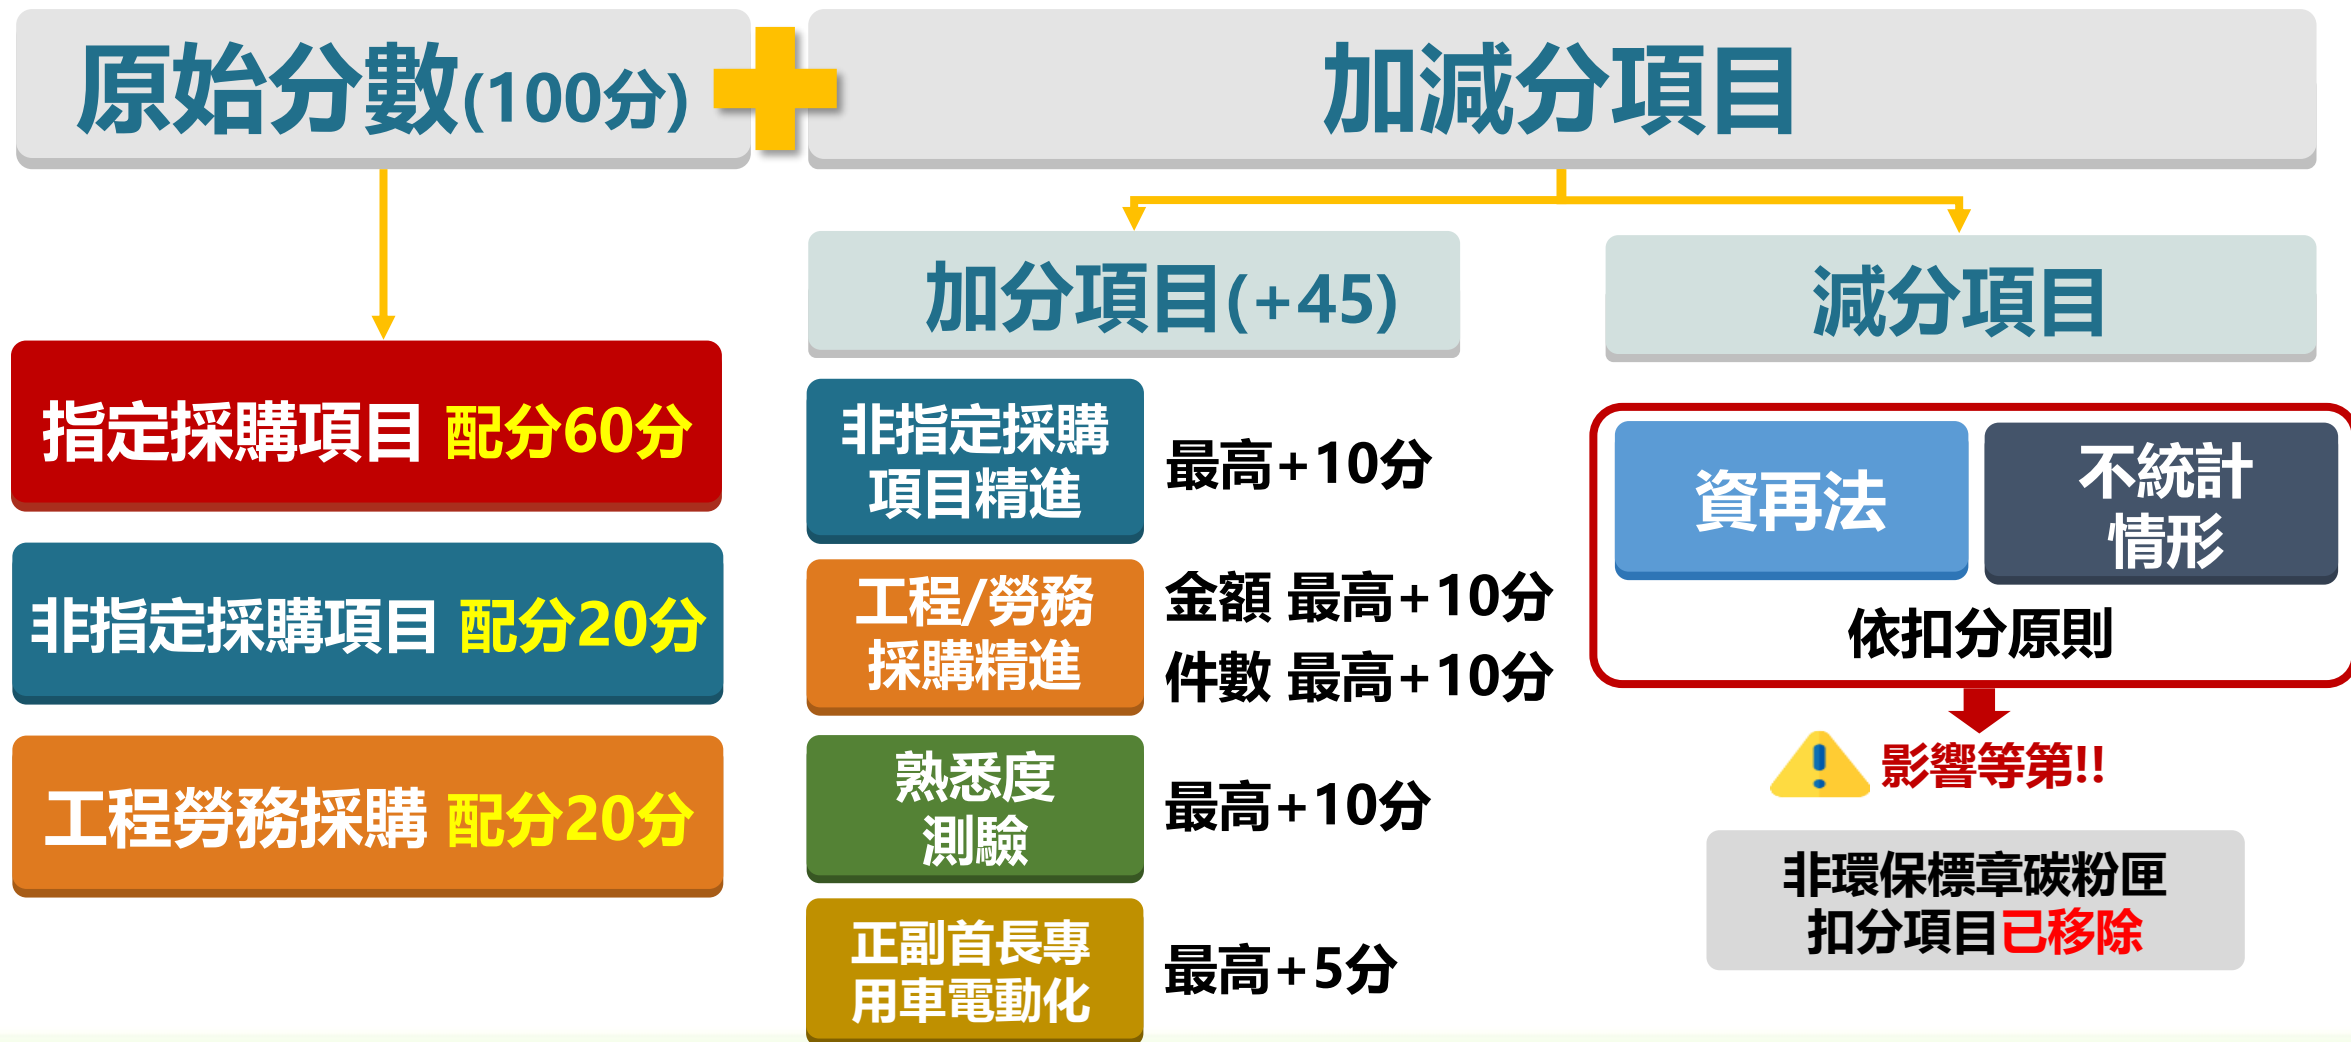 原始分數(100分)
加減分項目
指定採購項目 配分60分
非指定採購項目 配分20分
工程勞務採購 配分20分
加分項目(+45)
非指定採購
項目精進
最高+10分
工程/勞務
採購精進
金額 最高+10分
件數 最高+10分
熟悉度
測驗
最高+10分
正副首長專
用車電動化
最高+5分
減分項目
資再法
不統計
情形
依扣分原則
影響等第!!
非環保標章碳粉匣
扣分項目已移除